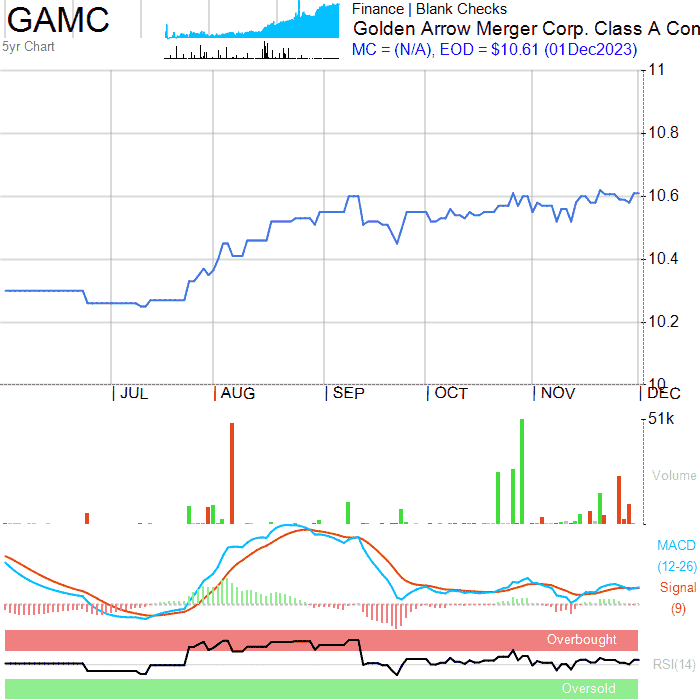 GAMC
5yr Chart
Finance | Blank Checks
Golden Arrow Merger Corp. Class A Con
MC = (N/A), EOD = $10.61 (01Dec2023)
11
10.8
10.6
10.4
10.2
10
JUL AUG SEP OCT NOV DEC
51k
Volume
MACD
(12-26)
Signal
(9)
Overbought
RSI(14)
Oversold